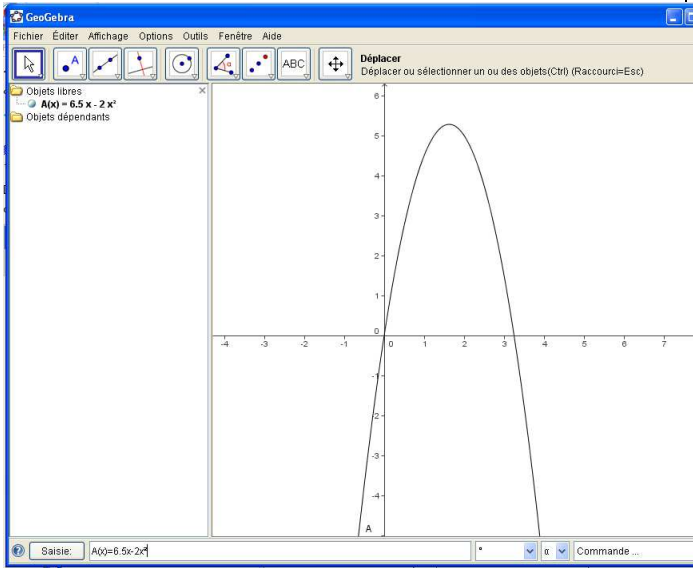 GeoGebra
Fichier Éditer Affichage Options Outils Fenêtre Aide
A
α
ABC
Déplacer
Déplacer ou sélectionner un ou des objets(Ctrl) (Raccourci=Esc)
Objets libres
A(x) = 6.5 x - 2 x²
Objets dépendants
6
5
4
3
2
1
0
-4 -3 -2 -1 0 1 2 3 4 5 6 7
-1
-2
-3
-4
A
Saisie: A(x)=6.5x-2x² ° α Commande ...